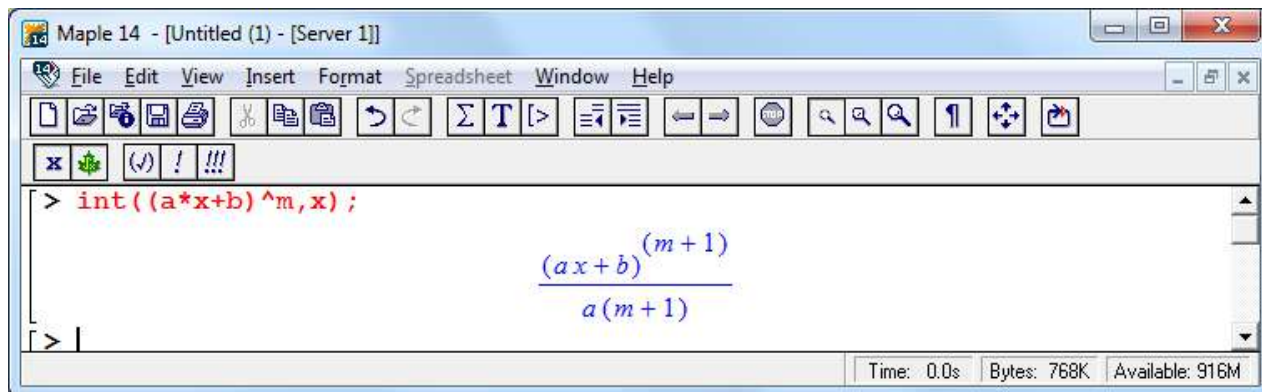 Maple 14 - [Untitled (1) - [Server 1]]
File Edit View Insert Format Spreadsheet Window Help
Σ T [> ¶
x (√) ! !!!
> int((a*x+b)^m,x);
(a x + b)^(m + 1)
a (m + 1)
>
Time: 0.0s Bytes: 768K Available: 916M